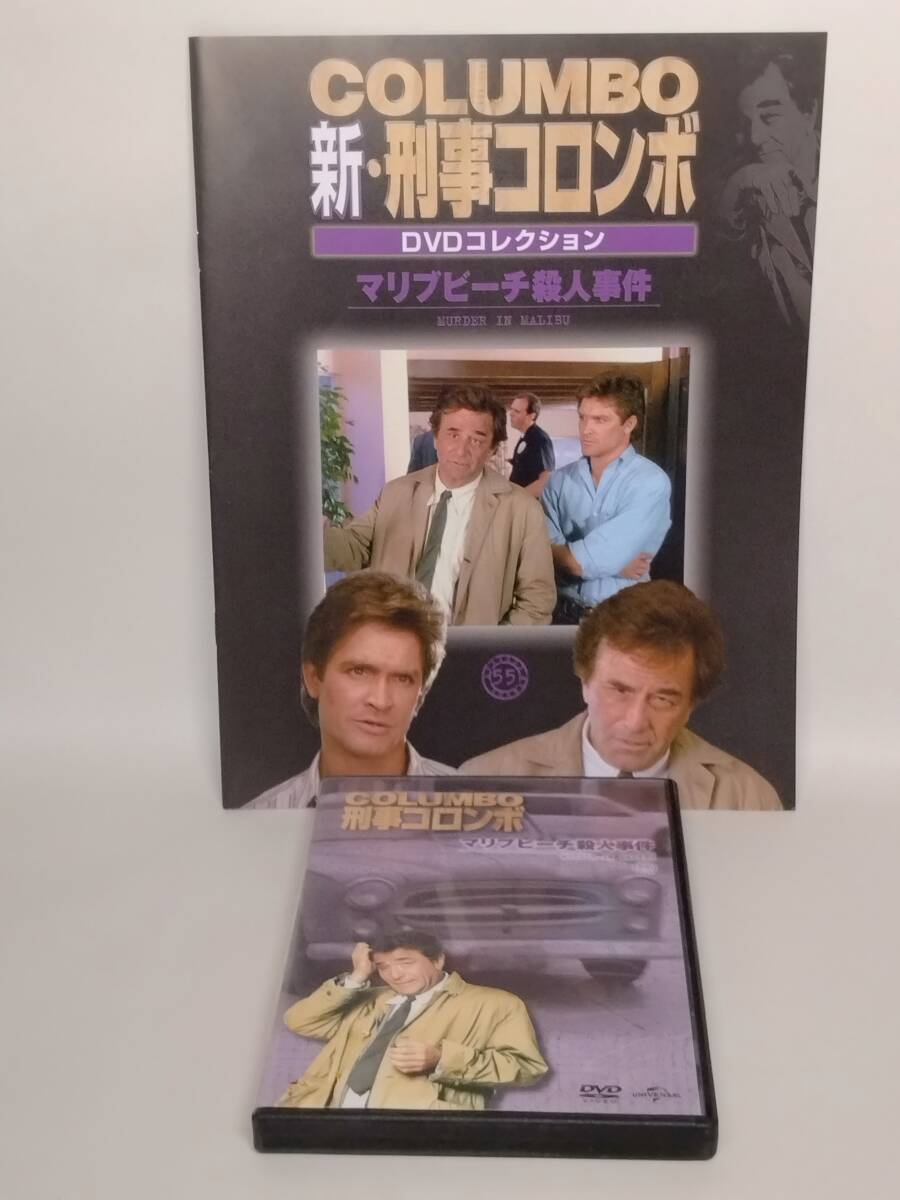 COLUMBO
新・刑事コロンボ
DVDコレクション
マリブビーチ殺人事件
MURDER IN MALIBU
55
COLUMBO
刑事コロンボ
マリブビーチ殺人事件
DVD
VIDEO
UNIVERSAL